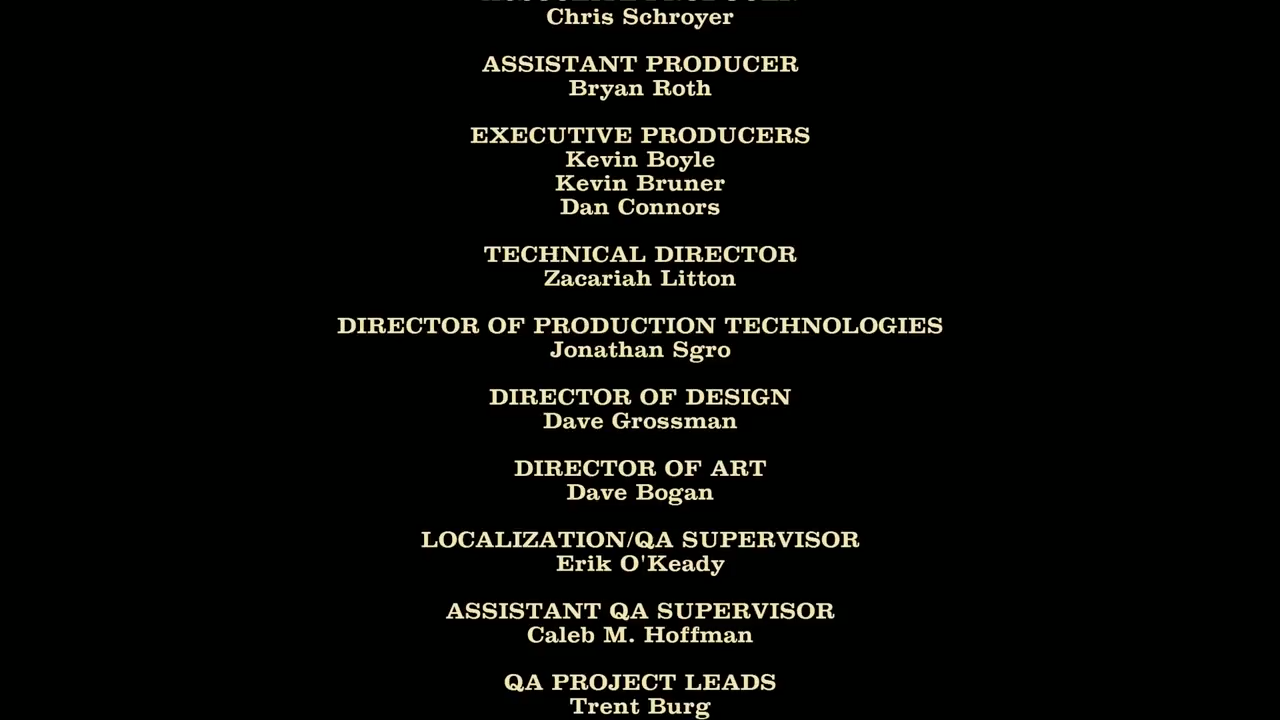 Chris Schroyer
ASSISTANT PRODUCER
Bryan Roth
EXECUTIVE PRODUCERS
Kevin Boyle
Kevin Bruner
Dan Connors
TECHNICAL DIRECTOR
Zacariah Litton
DIRECTOR OF PRODUCTION TECHNOLOGIES
Jonathan Sgro
DIRECTOR OF DESIGN
Dave Grossman
DIRECTOR OF ART
Dave Bogan
LOCALIZATION/QA SUPERVISOR
Erik O'Keady
ASSISTANT QA SUPERVISOR
Caleb M. Hoffman
QA PROJECT LEADS
Trent Burg